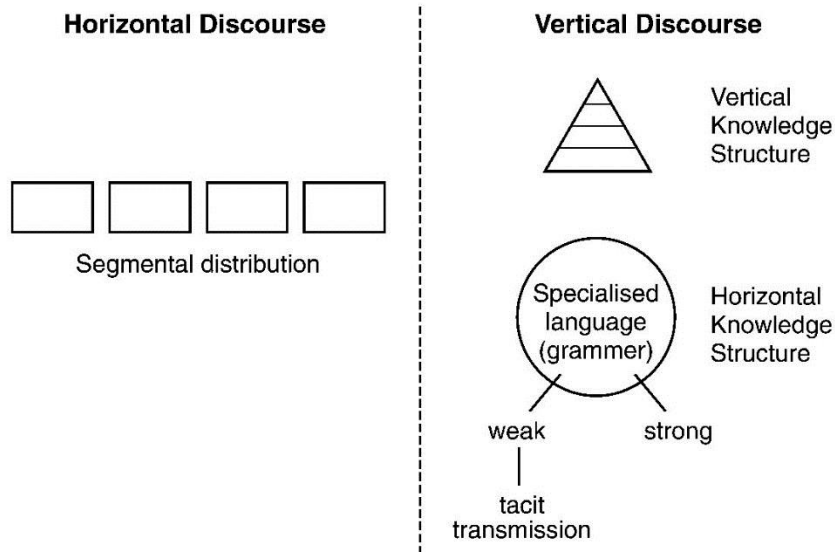 Horizontal Discourse
Segmental distribution
Vertical Discourse
Vertical
Knowledge
Structure
Specialised
language
(grammer)
Horizontal
Knowledge
Structure
weak
strong
tacit
transmission